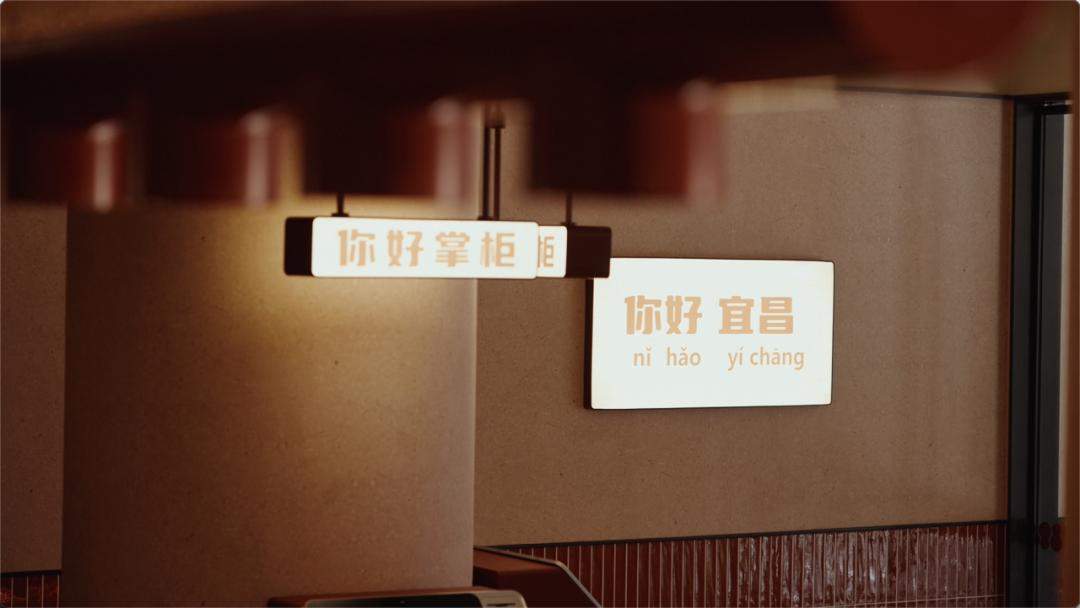 你好掌柜
柜
你好 宜昌
nǐ hǎo yí chāng